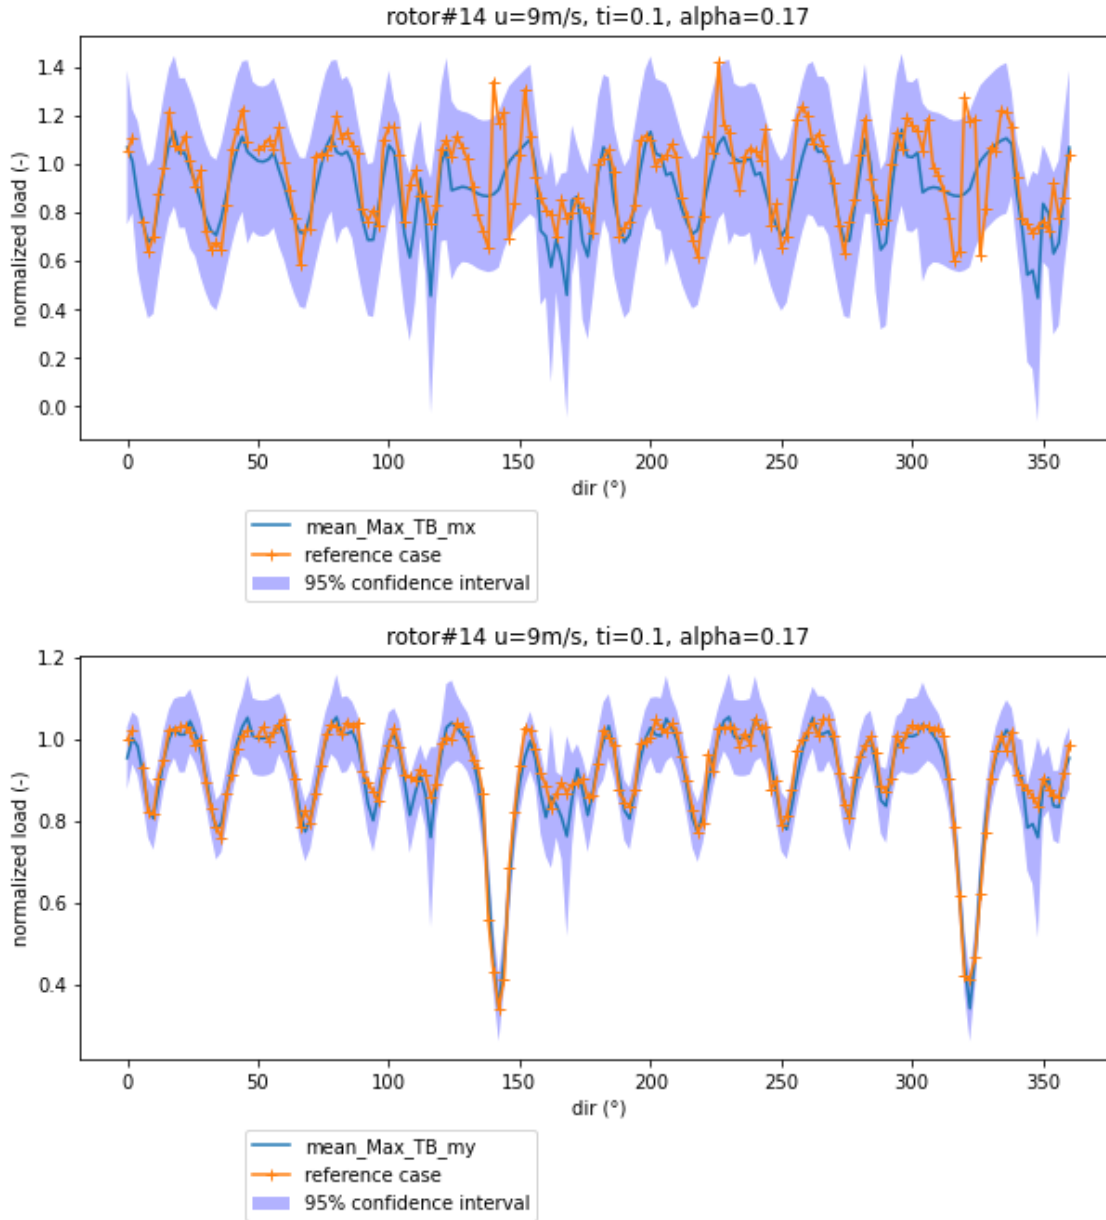 rotor#14 u=9m/s, ti=0.1, alpha=0.17
normalized load (-)
1.4
1.2
1.0
0.8
0.6
0.4
0.2
0.0
0 50 100 150 200 250 300 350
dir (°)
mean_Max_TB_mx
reference case
95% confidence interval
rotor#14 u=9m/s, ti=0.1, alpha=0.17
normalized load (-)
1.2
1.0
0.8
0.6
0.4
0 50 100 150 200 250 300 350
dir (°)
mean_Max_TB_my
reference case
95% confidence interval